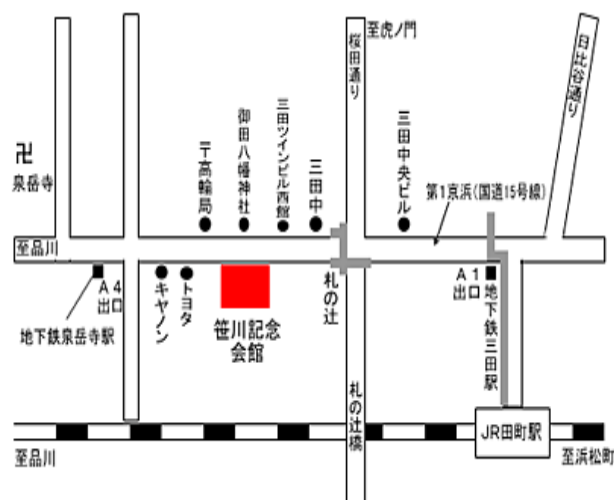 至虎ノ門
桜田通り
日比谷通り
卍
泉岳寺
〒高輪局
御田八幡神社
三田ツインビル西館
三田中
三田中央ビル
第1京浜(国道15号線)
至品川
A4
出口
地下鉄泉岳寺駅
キヤノン
トヨタ
笹川記念
会館
札の辻
A1
出口
地下鉄三田駅
札の辻橋
JR田町駅
至品川
至浜松町